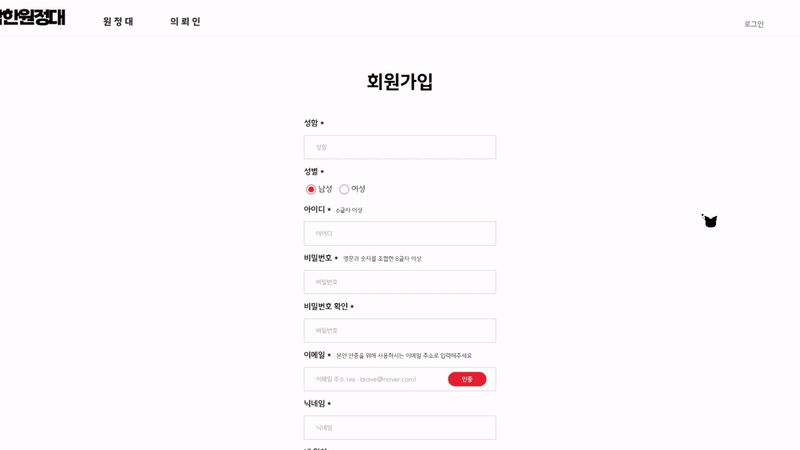 한원정대
원정대
의뢰인
로그인
회원가입
성함 *
성함
성별 *
남성 여성
아이디 * 6글자 이상
아이디
비밀번호 * 영문과 숫자를 조합한 8글자 이상
비밀번호
비밀번호 확인 *
비밀번호
이메일 * 본인 인증을 위해 사용하시는 이메일 주소로 입력해주세요
이메일 주소 (ex : brave@naver.com) 인증
닉네임 *
닉네임